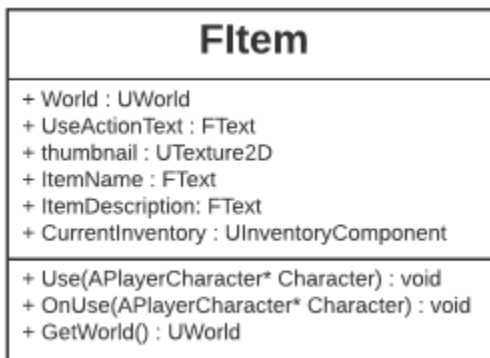 FItem
+ World : UWorld
+ UseActionText : FText
+ thumbnail : UTexture2D
+ ItemName : FText
+ ItemDescription: FText
+ CurrentInventory : UInventoryComponent
+ Use(APlayerCharacter* Character) : void
+ OnUse(APlayerCharacter* Character) : void
+ GetWorld() : UWorld